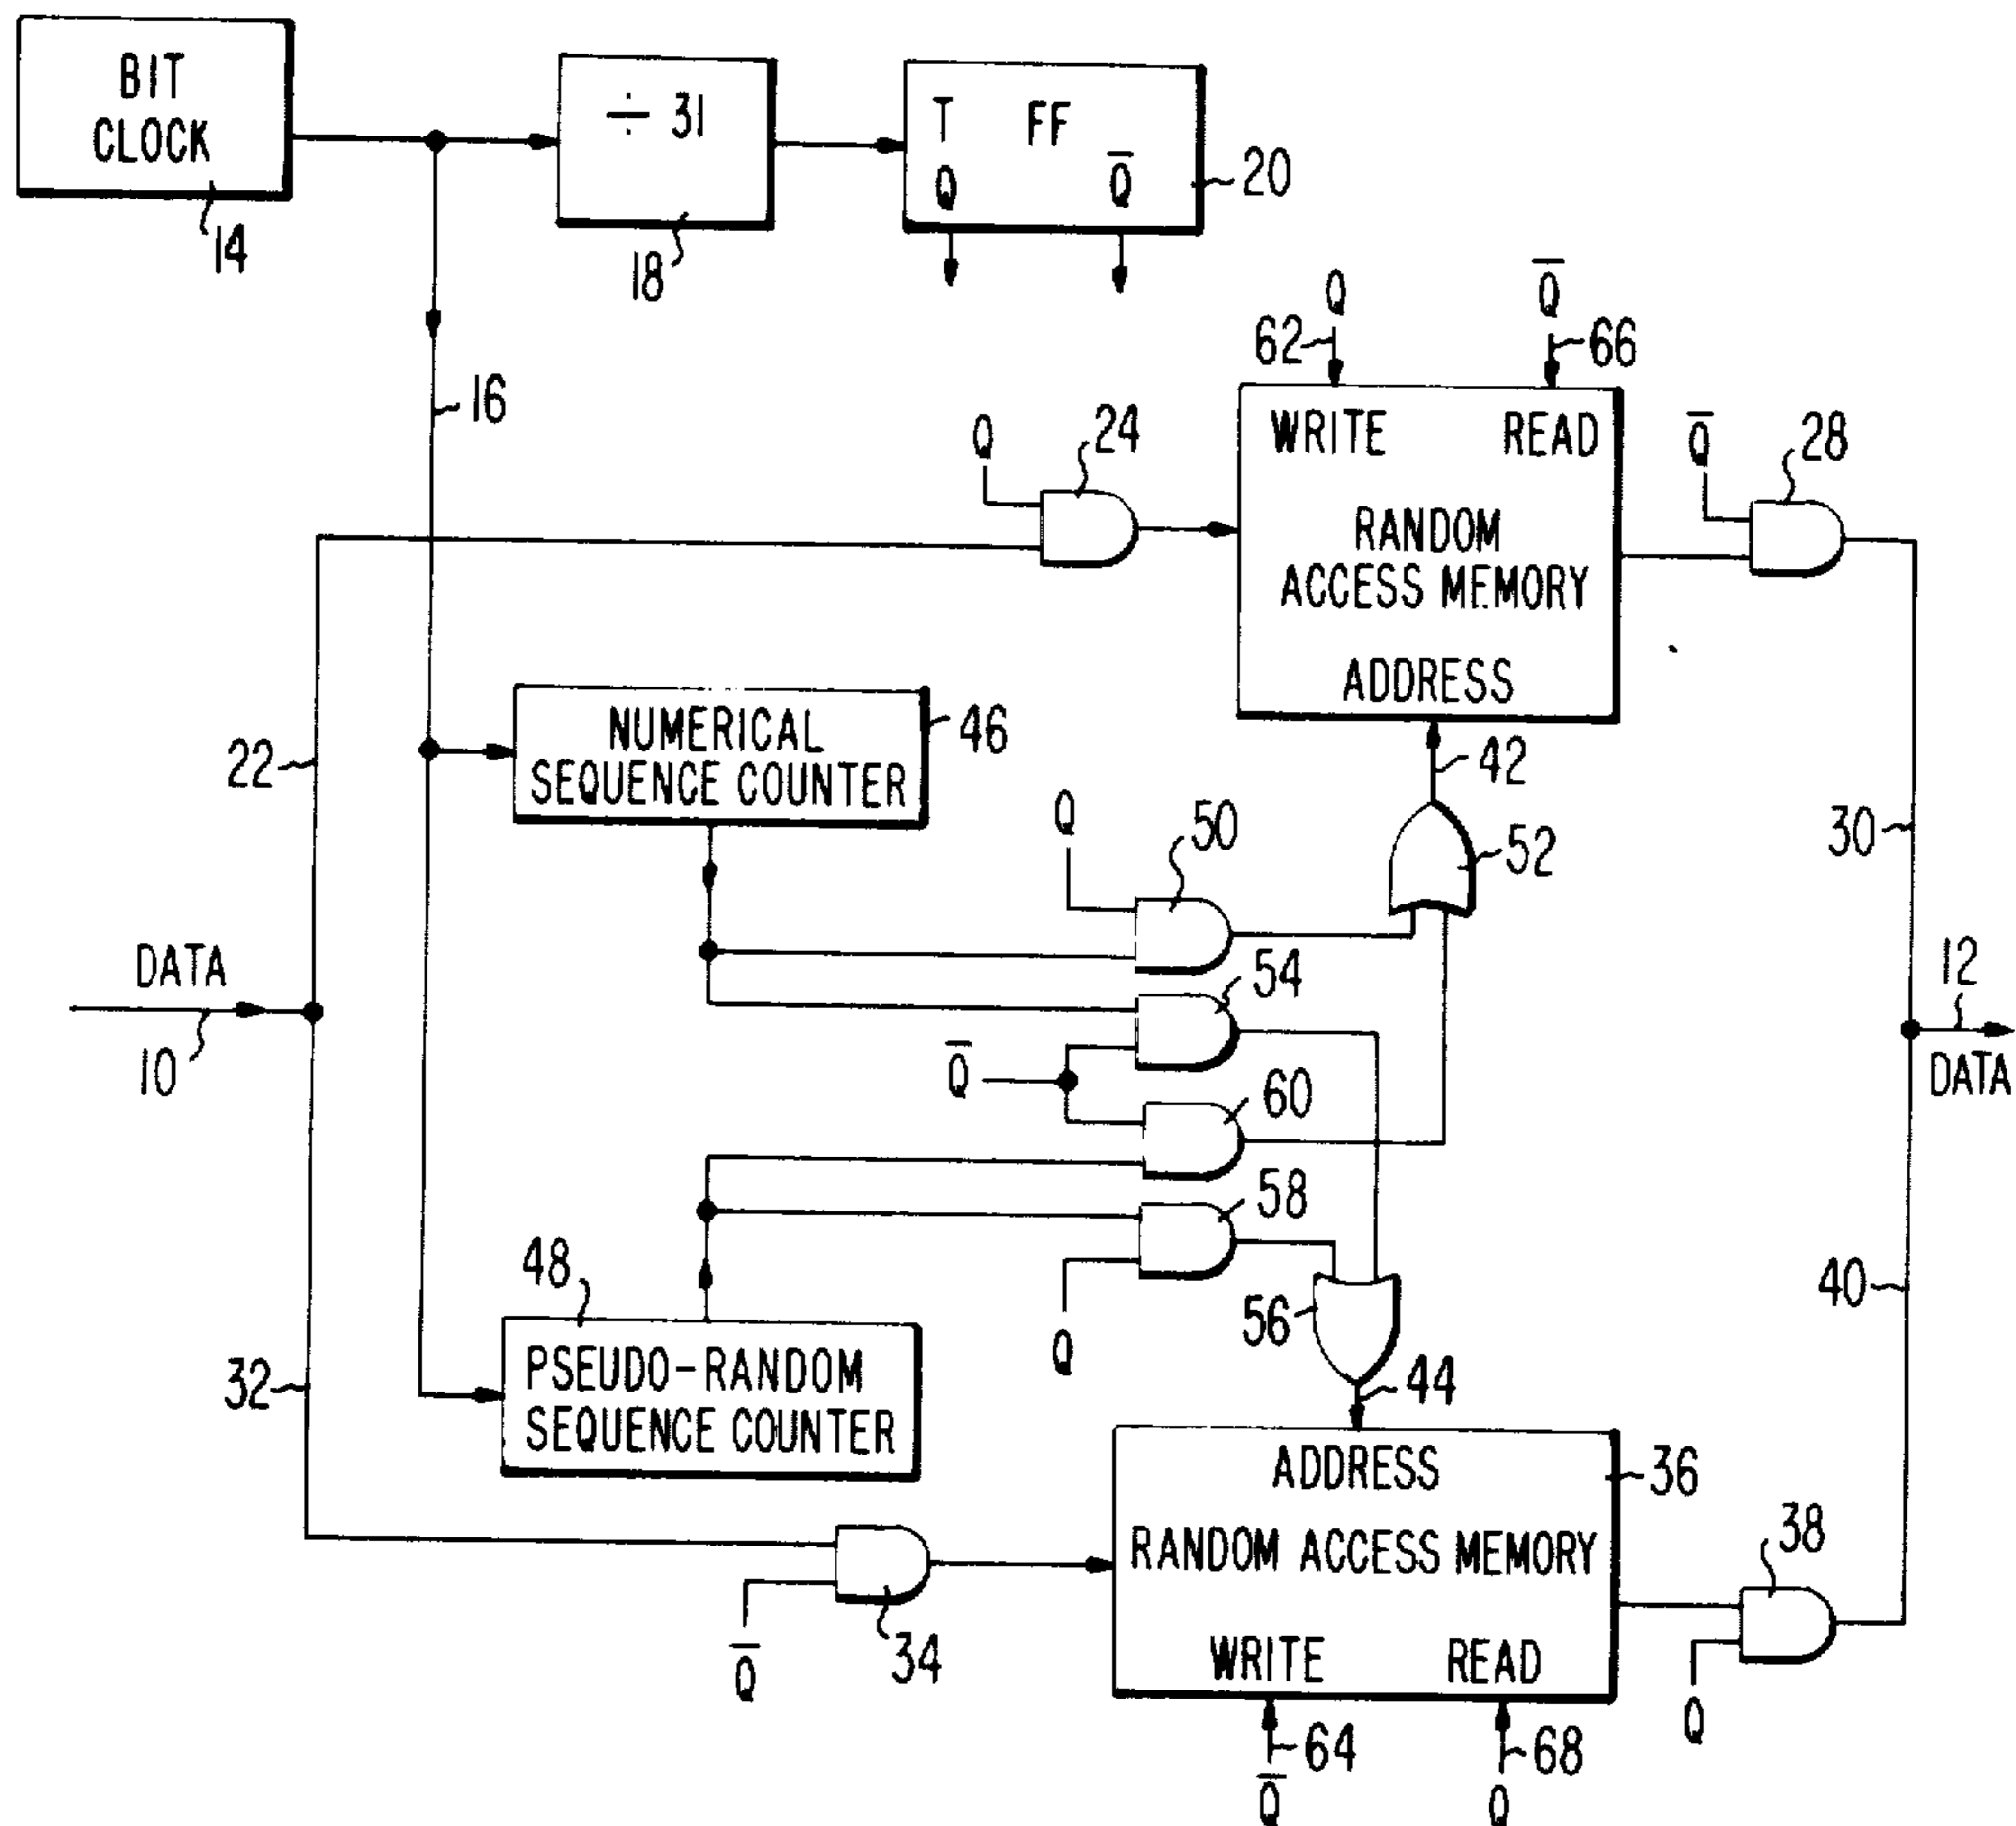 BIT
CLOCK
14
÷ 31
18
T FF
Q Q̅
20
16
Q
62
Q̅
66
WRITE READ
RANDOM
ACCESS MEMORY
ADDRESS
Q
24
Q̅
28
22
NUMERICAL
SEQUENCE COUNTER
46
42
Q
50
52
30
DATA
10
54
Q̅
60
12
DATA
58
Q
48
PSEUDO-RANDOM
SEQUENCE COUNTER
56
44
40
32
ADDRESS
RANDOM ACCESS MEMORY
WRITE READ
36
38
Q
34
Q̅
64
Q̅
68
Q